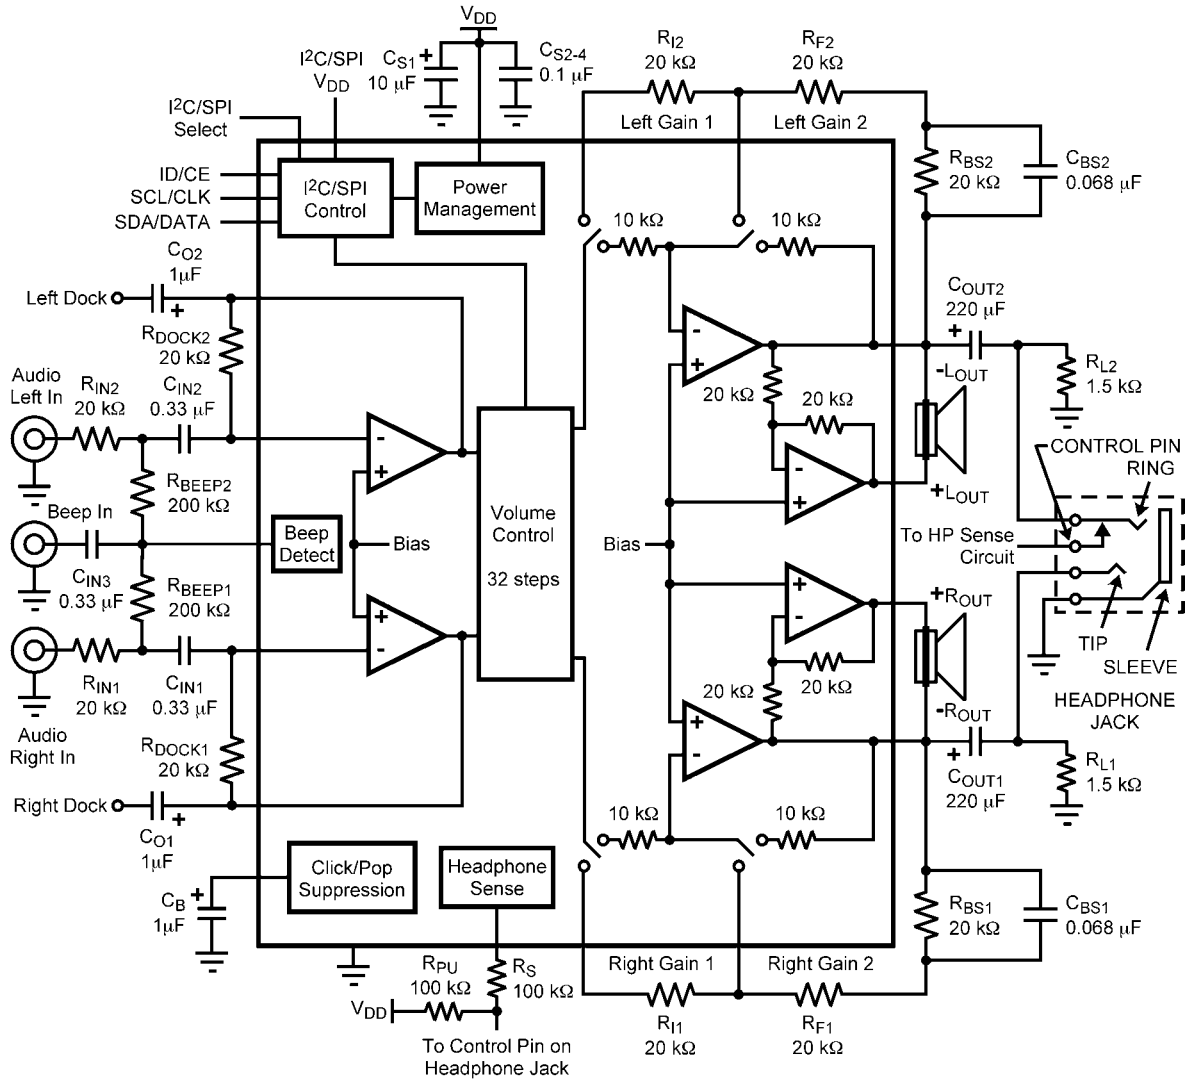 VDD
CS1
10 µF
+
CS2-4
0.1 µF
RI2
20 kΩ
RF2
20 kΩ
I²C/SPI
VDD
I²C/SPI
Select
Left Gain 1
Left Gain 2
ID/CE
SCL/CLK
SDA/DATA
I²C/SPI
Control
Power
Management
RBS2
20 kΩ
CBS2
0.068 µF
10 kΩ
10 kΩ
CO2
1µF
+
Left Dock
RDOCK2
20 kΩ
COUT2
220 µF
+
-
+
-LOUT
RL2
1.5 kΩ
Audio
Left In
RIN2
20 kΩ
CIN2
0.33 µF
20 kΩ
20 kΩ
-
+
-
+
+LOUT
CONTROL PIN
RING
RBEEP2
200 kΩ
Beep In
CIN3
0.33 µF
Beep
Detect
Bias
Volume
Control
32 steps
Bias
To HP Sense
Circuit
RBEEP1
200 kΩ
+
-
+
-
+ROUT
TIP
SLEEVE
HEADPHONE
JACK
RIN1
20 kΩ
CIN1
0.33 µF
20 kΩ
20 kΩ
-ROUT
Audio
Right In
+
-
RDOCK1
20 kΩ
+
COUT1
220 µF
RL1
1.5 kΩ
Right Dock
+
CO1
1µF
10 kΩ
10 kΩ
Click/Pop
Suppression
Headphone
Sense
CB
1µF
+
RBS1
20 kΩ
CBS1
0.068 µF
Right Gain 1
Right Gain 2
RPU
100 kΩ
RS
100 kΩ
VDD
RI1
20 kΩ
RF1
20 kΩ
To Control Pin on
Headphone Jack